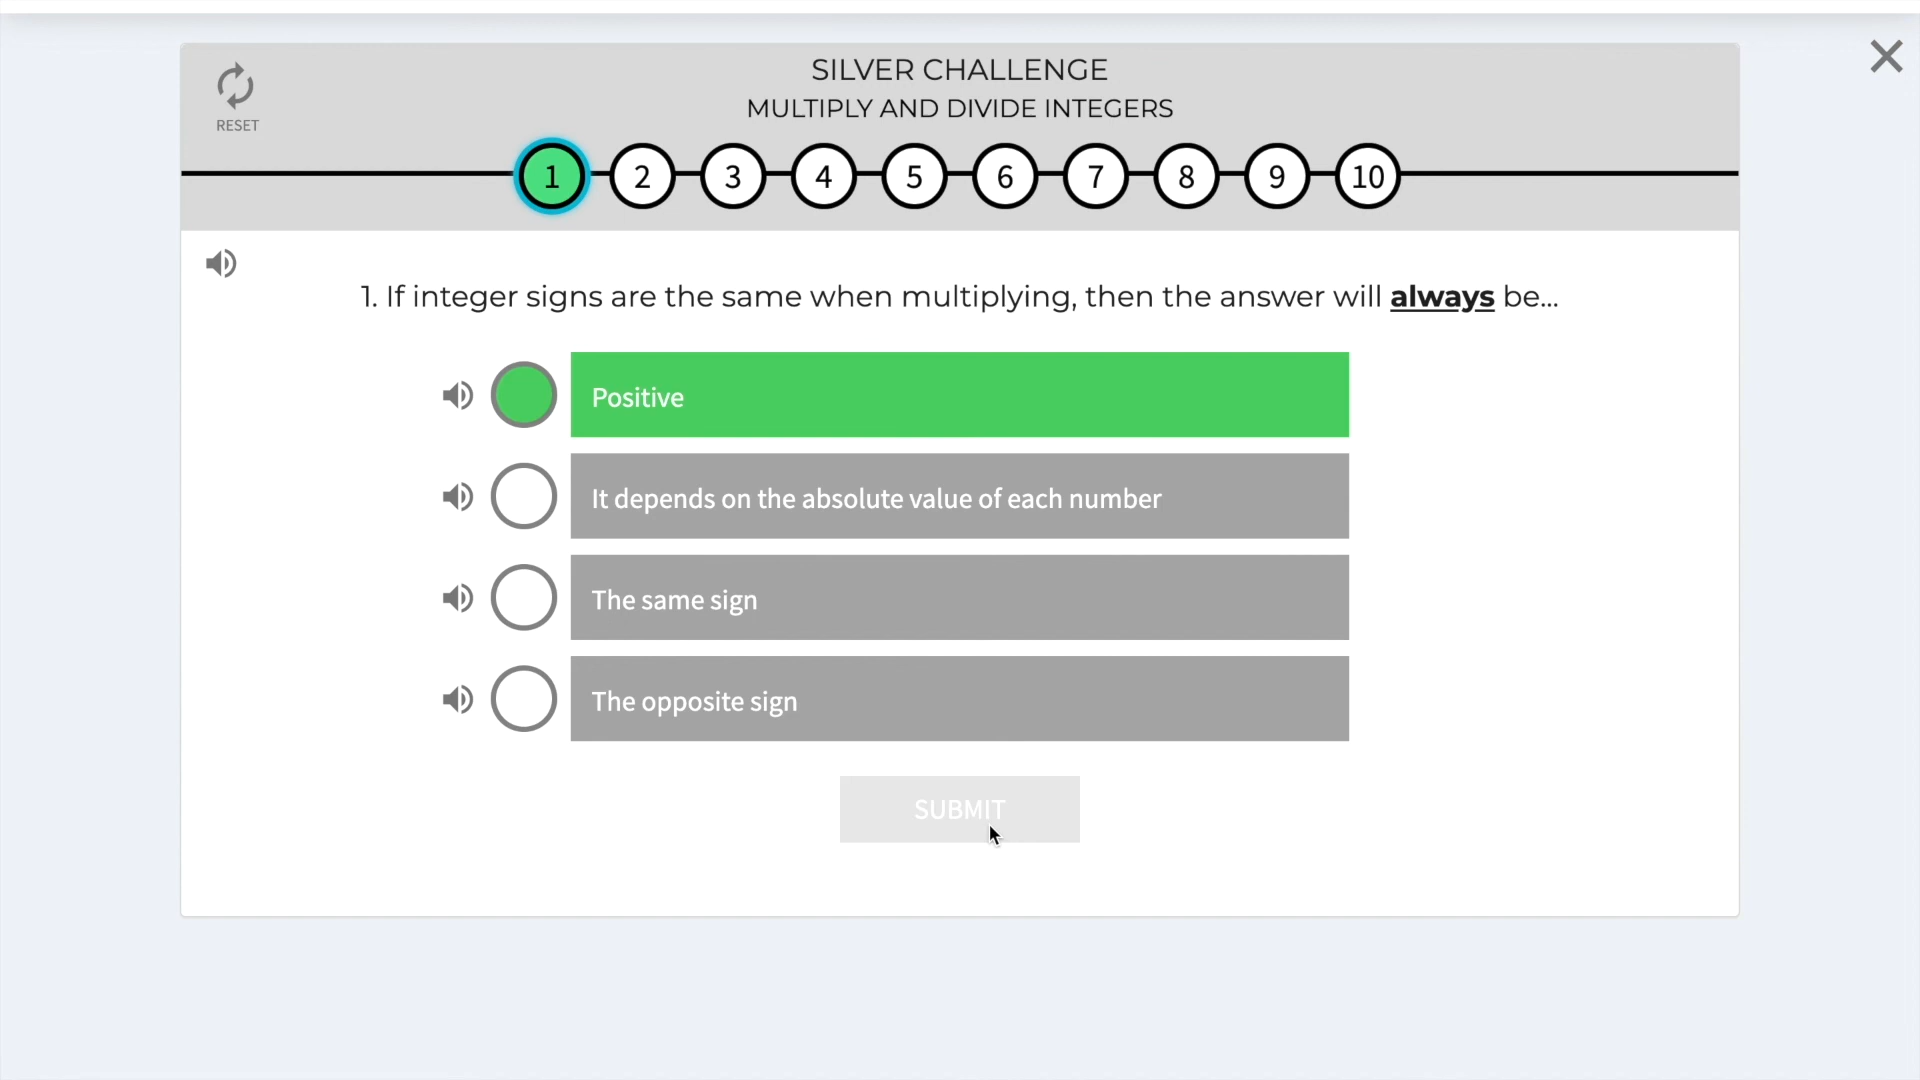 SILVER CHALLENGE
MULTIPLY AND DIVIDE INTEGERS
RESET
1 2 3 4 5 6 7 8 9 10
1. If integer signs are the same when multiplying, then the answer will always be...
Positive
It depends on the absolute value of each number
The same sign
The opposite sign
SUBMIT